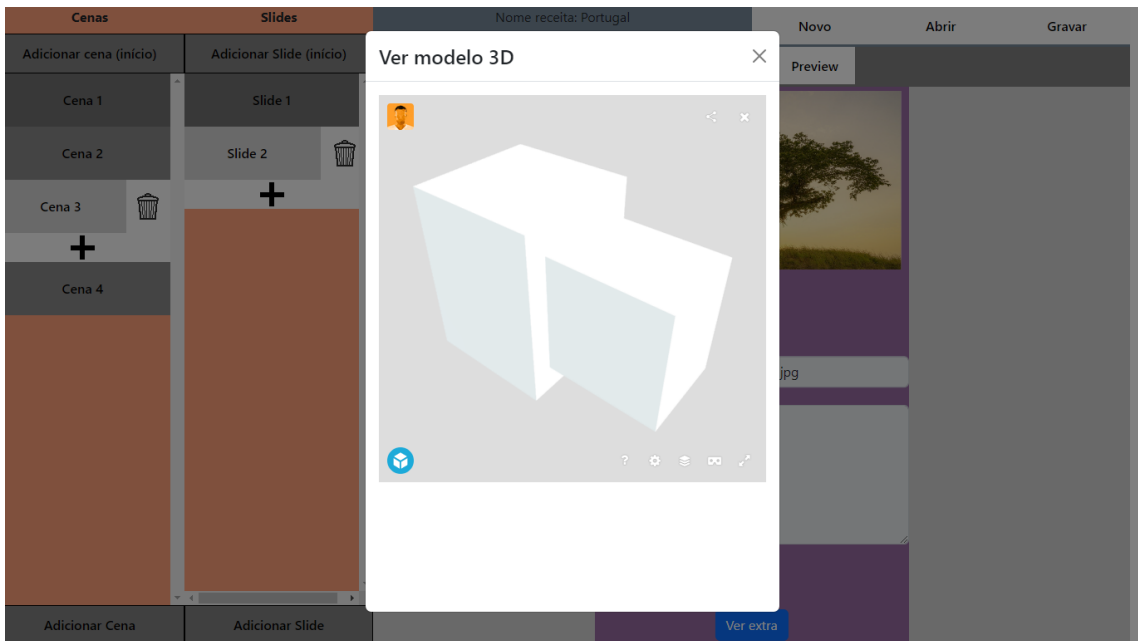 Cenas
Slides
Nome receita: Portugal
Novo
Abrir
Gravar
Adicionar cena (início)
Adicionar Slide (início)
Ver modelo 3D
Preview
Cena 1
Slide 1
Cena 2
Slide 2
Cena 3
Cena 4
?
jpg
Adicionar Cena
Adicionar Slide
Ver extra